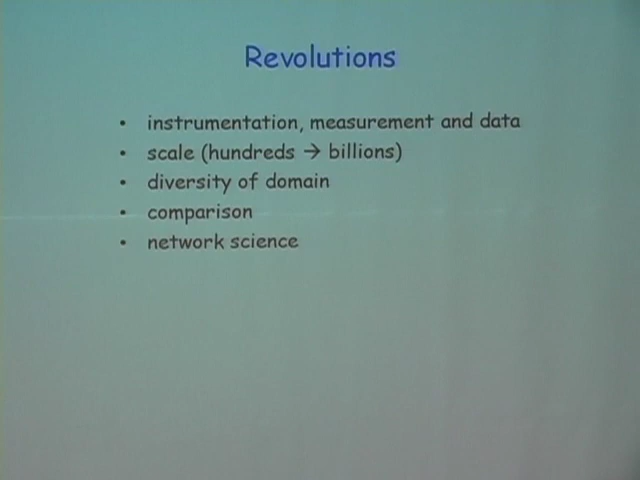 Revolutions
• instrumentation, measurement and data
• scale (hundreds → billions)
• diversity of domain
• comparison
• network science